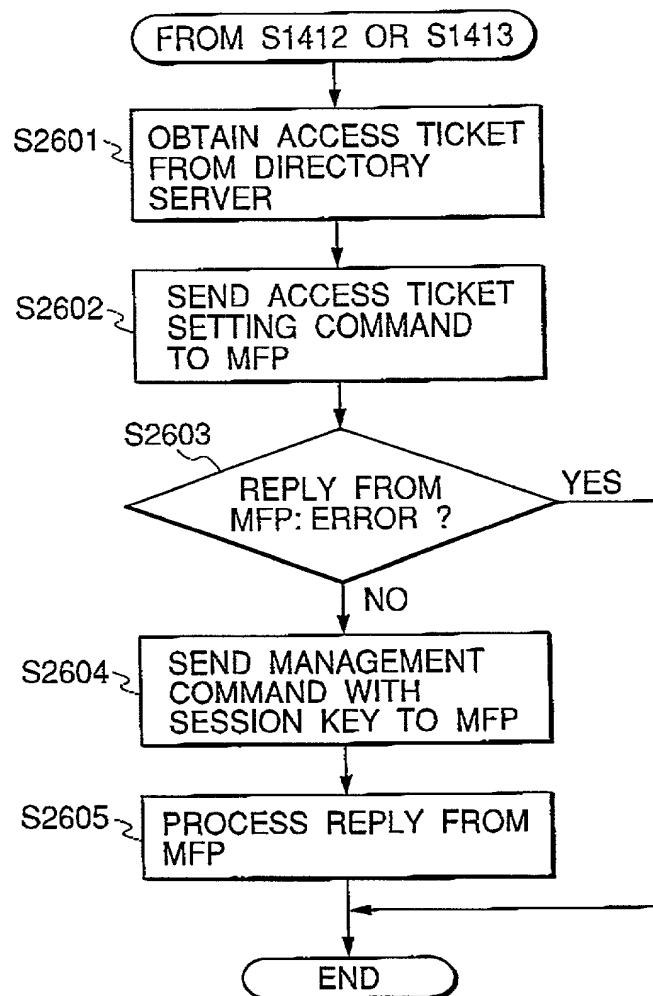 FROM S1412 OR S1413
S2601
OBTAIN ACCESS TICKET
FROM DIRECTORY
SERVER
S2602
SEND ACCESS TICKET
SETTING COMMAND
TO MFP
S2603
REPLY FROM
MFP: ERROR ?
YES
NO
S2604
SEND MANAGEMENT
COMMAND WITH
SESSION KEY TO MFP
S2605
PROCESS REPLY FROM
MFP
END